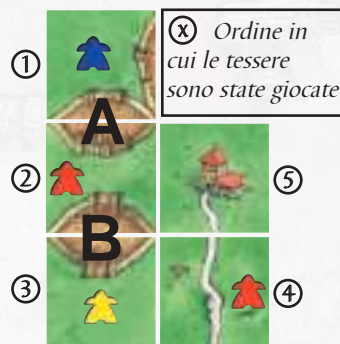 ⓧ Ordine in
cui le tessere
sono state giocate
①
A
②
⑤
B
③
④